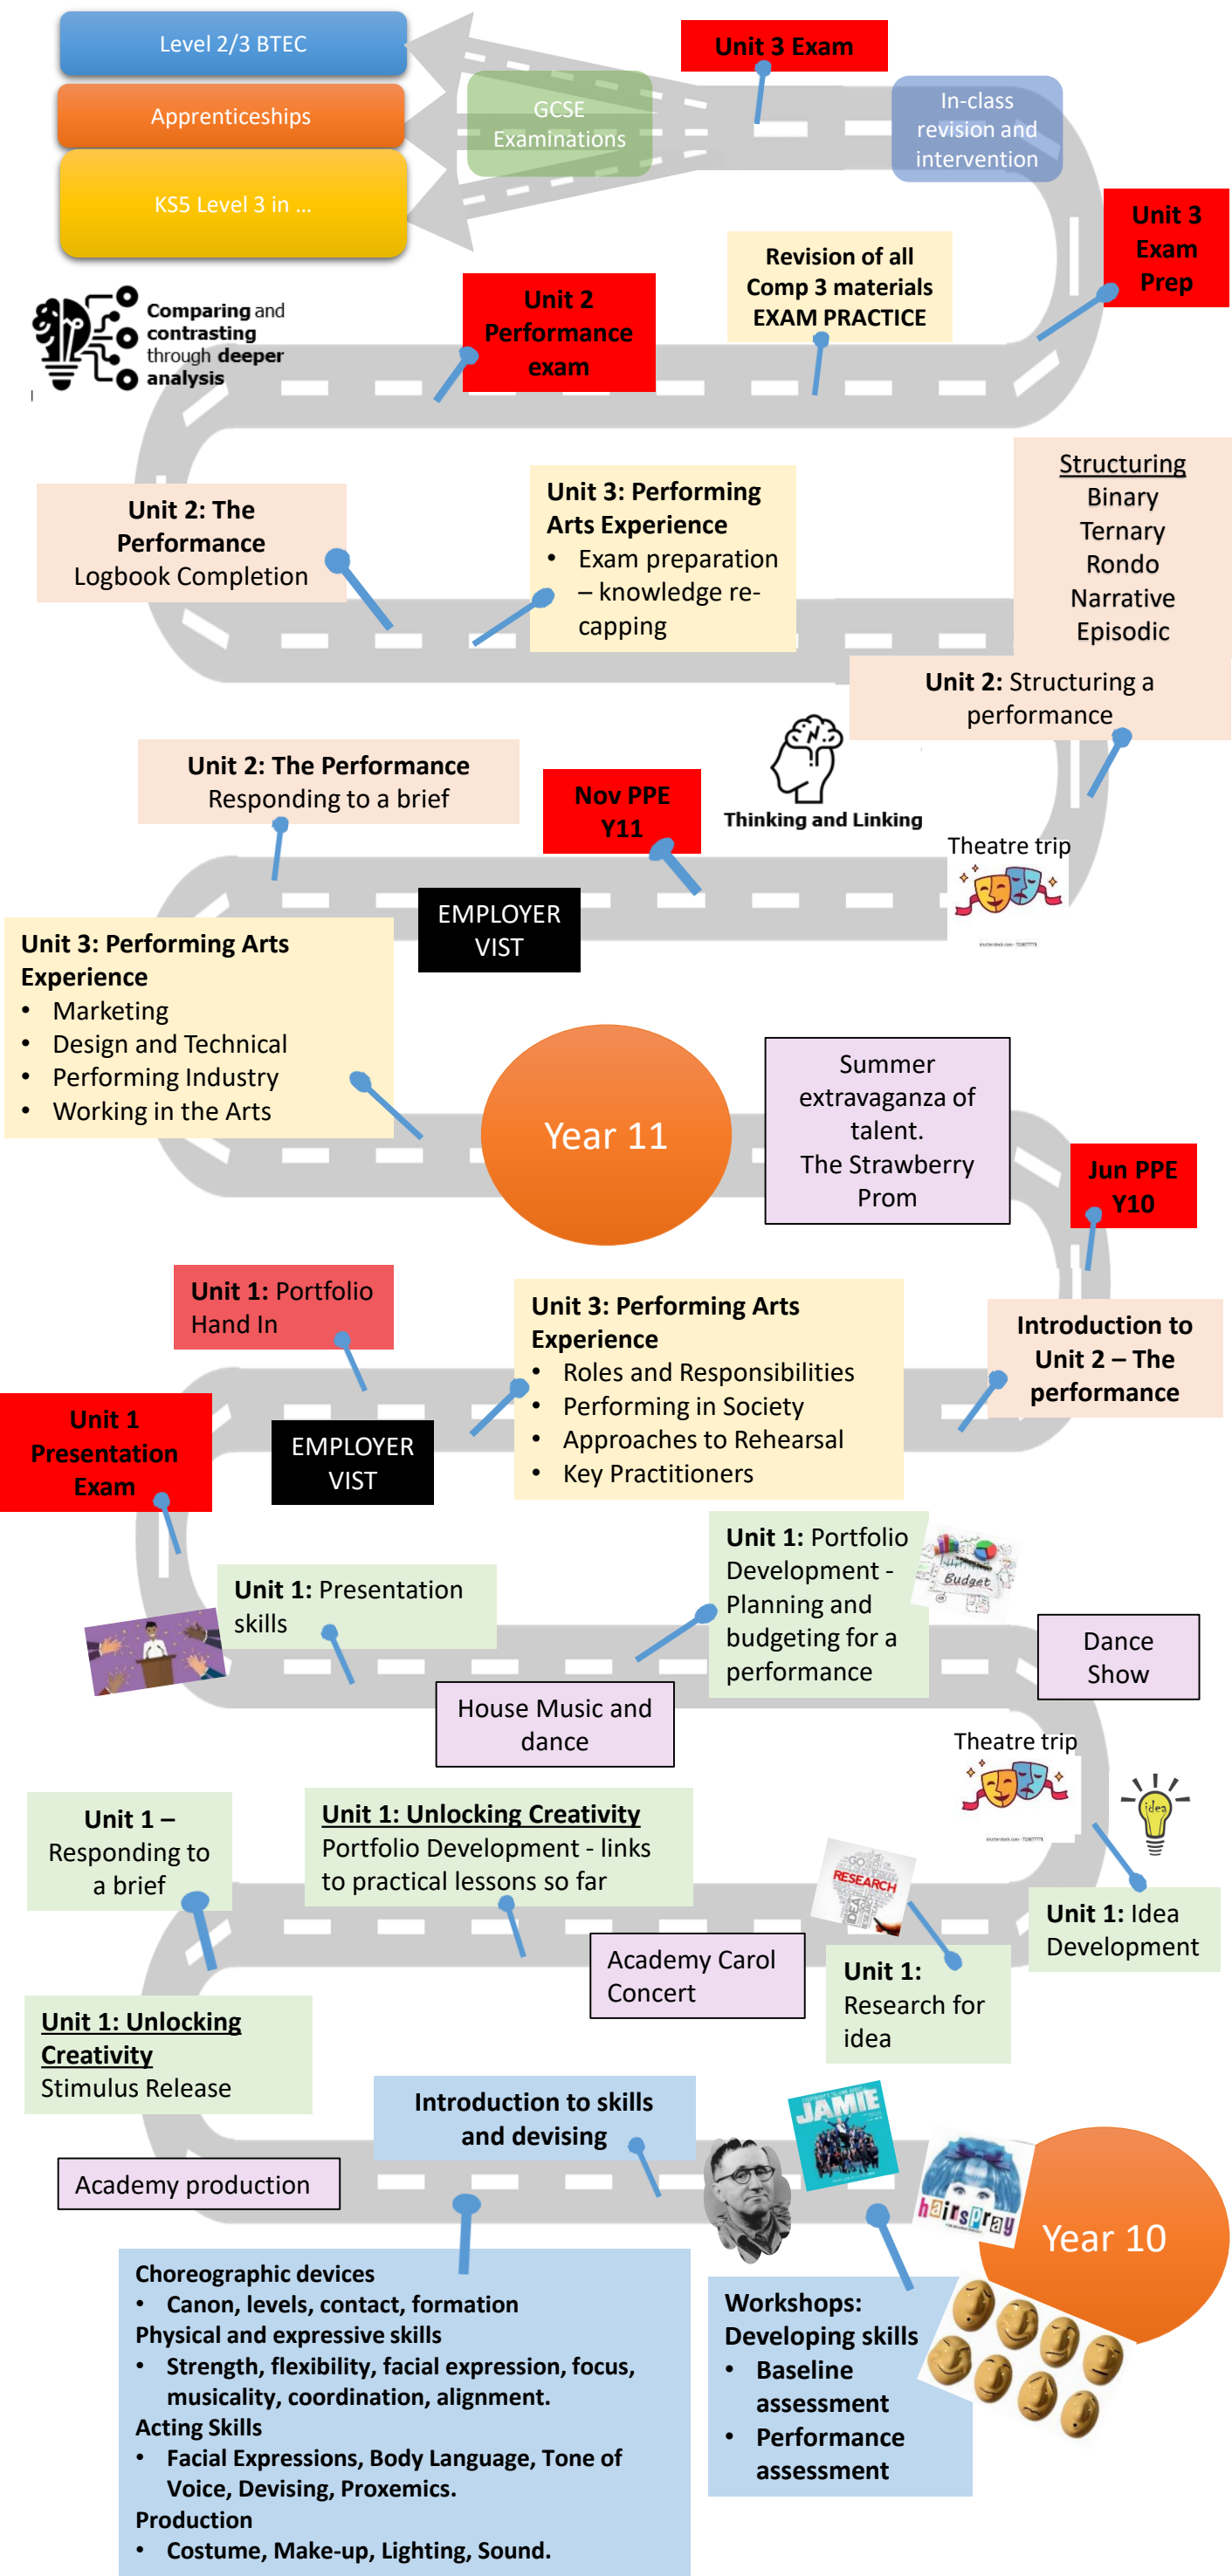 Level 2/3 BTEC
Apprenticeships
KS5 Level 3 in ...
GCSE
Examinations
Unit 3 Exam
In-class
revision and
intervention
Unit 3
Exam
Prep
Revision of all
Comp 3 materials
EXAM PRACTICE
Unit 2
Performance
exam
Comparing and
contrasting
through deeper
analysis
Unit 2: The
Performance
Logbook Completion
Unit 3: Performing
Arts Experience
• Exam preparation
– knowledge re-
capping
Structuring
Binary
Ternary
Rondo
Narrative
Episodic
Unit 2: Structuring a
performance
Unit 2: The Performance
Responding to a brief
Nov PPE
Y11
Thinking and Linking
Theatre trip
EMPLOYER
VIST
Unit 3: Performing Arts
Experience
• Marketing
• Design and Technical
• Performing Industry
• Working in the Arts
Year 11
Summer
extravaganza of
talent.
The Strawberry
Prom
Jun PPE
Y10
Unit 1: Portfolio
Hand In
Unit 3: Performing Arts
Experience
• Roles and Responsibilities
• Performing in Society
• Approaches to Rehearsal
• Key Practitioners
Introduction to
Unit 2 – The
performance
Unit 1
Presentation
Exam
EMPLOYER
VIST
Unit 1: Presentation
skills
Unit 1: Portfolio
Development -
Planning and
budgeting for a
performance
Budget
Dance
Show
House Music and
dance
Theatre trip
idea
Unit 1 –
Responding to
a brief
Unit 1: Unlocking Creativity
Portfolio Development - links
to practical lessons so far
GO
RESEARCH
IDEA
Unit 1: Idea
Development
Academy Carol
Concert
Unit 1:
Research for
idea
Unit 1: Unlocking
Creativity
Stimulus Release
Introduction to skills
and devising
JAMIE
hairspray
Academy production
Year 10
Choreographic devices
• Canon, levels, contact, formation
Physical and expressive skills
• Strength, flexibility, facial expression, focus,
musicality, coordination, alignment.
Acting Skills
• Facial Expressions, Body Language, Tone of
Voice, Devising, Proxemics.
Production
• Costume, Make-up, Lighting, Sound.
Workshops:
Developing skills
• Baseline
assessment
• Performance
assessment